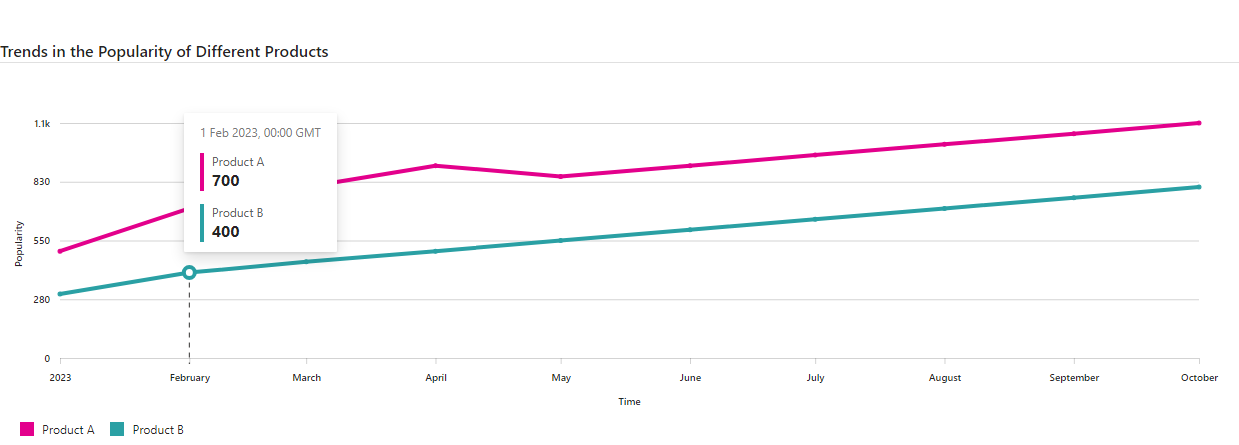 Trends in the Popularity of Different Products
1.1k
830
550
280
0
Popularity
1 Feb 2023, 00:00 GMT
Product A
700
Product B
400
2023 February March April May June July August September October
Time
Product A Product B